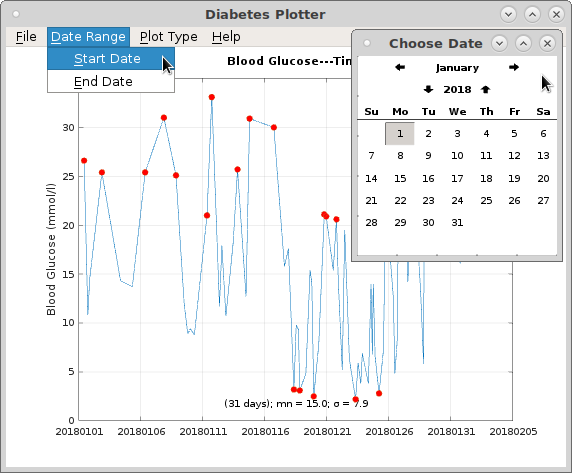 Diabetes Plotter
File Date Range Plot Type Help
Start Date
End Date
Blood Glucose---Tim
Choose Date
January
2018
Su Mo Tu We Th Fr Sa
1 2 3 4 5 6
7 8 9 10 11 12 13
14 15 16 17 18 19 20
21 22 23 24 25 26 27
28 29 30 31
Blood Glucose (mmol/l)
30
25
20
15
10
5
0
(31 days); mn = 15.0; σ = 7.9
20180101 20180106 20180111 20180116 20180121 20180126 20180131 20180205